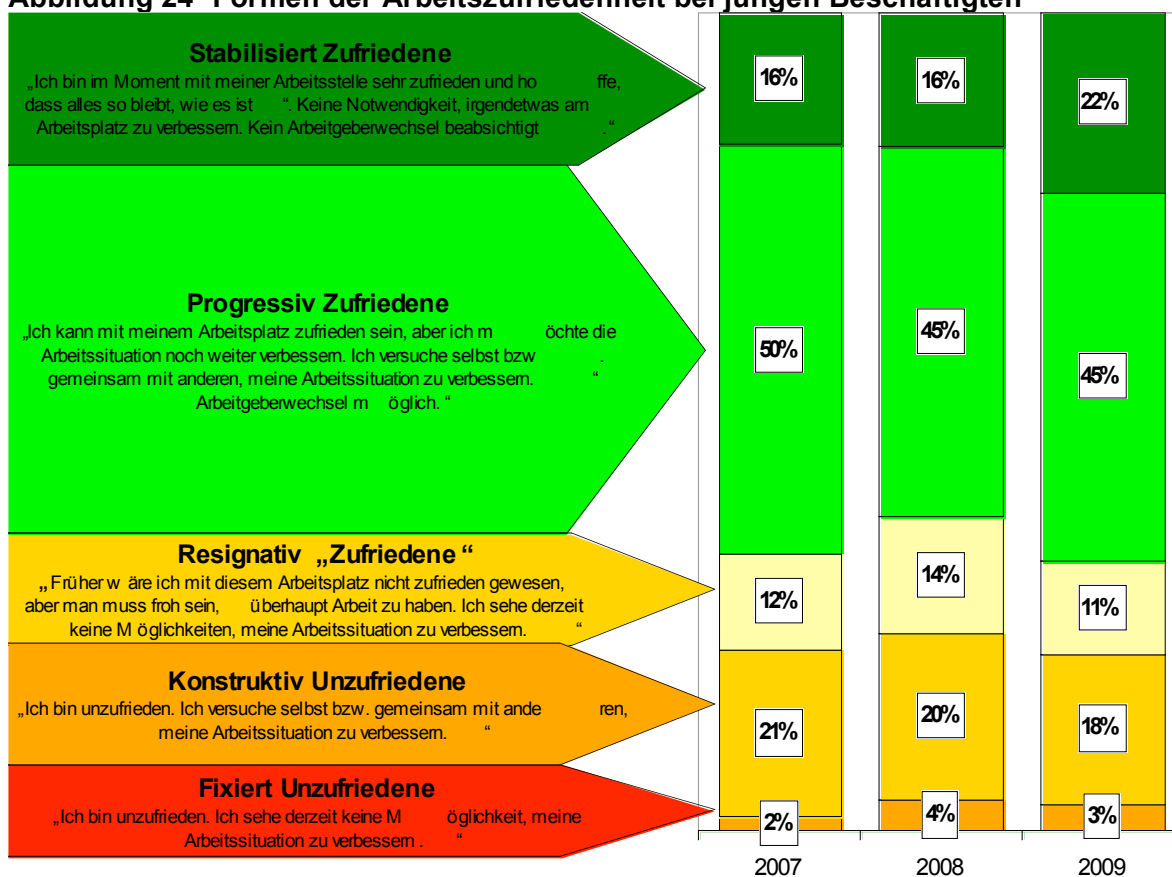 Abbildung 24 Formen der Arbeitszufriedenheit bei jungen Beschäftigten
Stabilisiert Zufriedene
„Ich bin im Moment mit meiner Arbeitsstelle sehr zufrieden und ho ffe,
dass alles so bleibt, wie es ist “. Keine Notwendigkeit, irgendetwas am
Arbeitsplatz zu verbessern. Kein Arbeitgeberwechsel beabsichtigt .“
Progressiv Zufriedene
„Ich kann mit meinem Arbeitsplatz zufrieden sein, aber ich m öchte die
Arbeitssituation noch weiter verbessern. Ich versuche selbst bzw .
gemeinsam mit anderen, meine Arbeitssituation zu verbessern. “
Arbeitgeberwechsel m öglich. “
Resignativ „Zufriedene “
„Früher w äre ich mit diesem Arbeitsplatz nicht zufrieden gewesen,
aber man muss froh sein, überhaupt Arbeit zu haben. Ich sehe derzeit
keine M öglichkeiten, meine Arbeitssituation zu verbessern. “
Konstruktiv Unzufriedene
„Ich bin unzufrieden. Ich versuche selbst bzw. gemeinsam mit ande ren,
meine Arbeitssituation zu verbessern. “
Fixiert Unzufriedene
„Ich bin unzufrieden. Ich sehe derzeit keine M öglichkeit, meine
Arbeitssituation zu verbessern . “
16% 16% 22%
50% 45% 45%
12% 14% 11%
21% 20% 18%
2% 4% 3%
2007 2008 2009